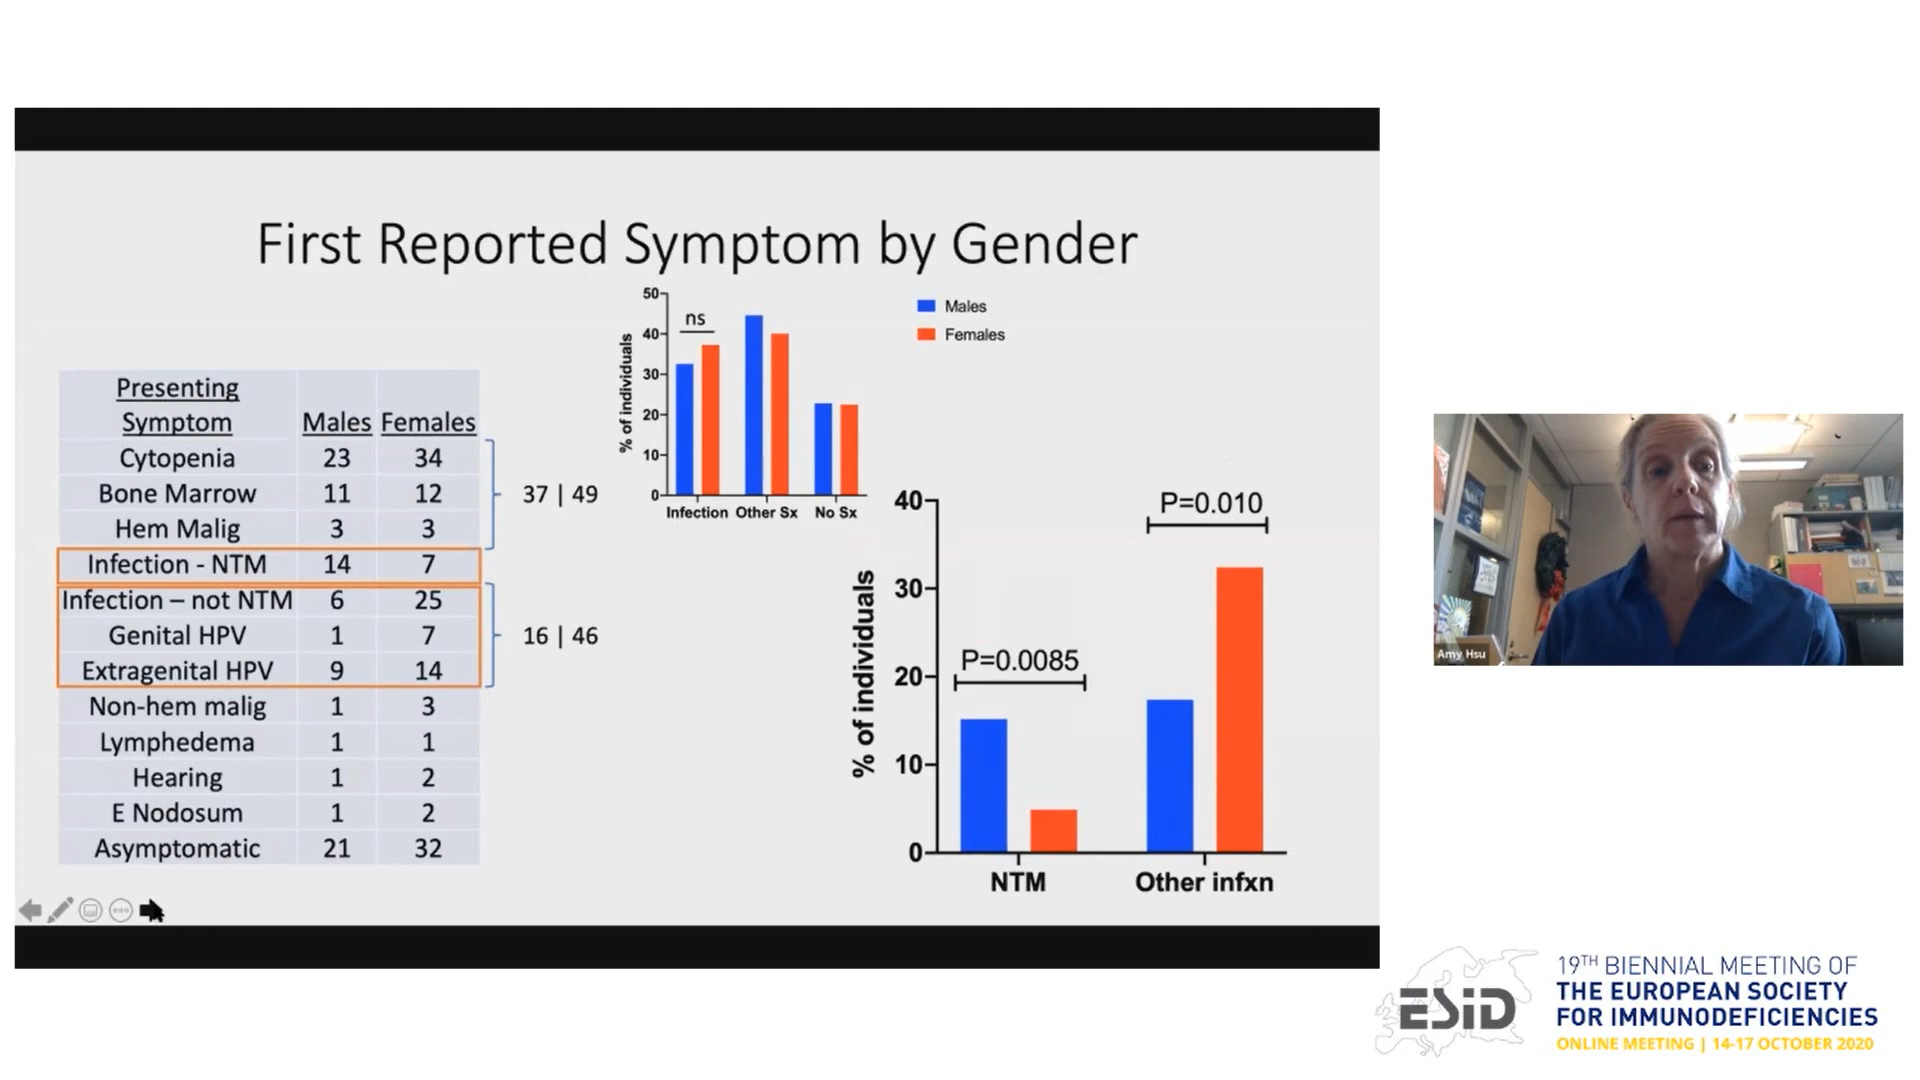 First Reported Symptom by Gender
Presenting
Symptom Males Females
Cytopenia 23 34
Bone Marrow 11 12
Hem Malig 3 3
Infection - NTM 14 7
Infection – not NTM 6 25
Genital HPV 1 7
Extragenital HPV 9 14
Non-hem malig 1 3
Lymphedema 1 1
Hearing 1 2
E Nodosum 1 2
Asymptomatic 21 32
37 | 49
16 | 46
50
40
30
20
10
0
% of individuals
ns
Infection Other Sx No Sx
Males
Females
40
30
20
10
0
% of individuals
P=0.0085
P=0.010
NTM Other infxn
Amy Hsu
ESiD
19TH BIENNIAL MEETING OF
THE EUROPEAN SOCIETY
FOR IMMUNODEFICIENCIES
ONLINE MEETING | 14-17 OCTOBER 2020